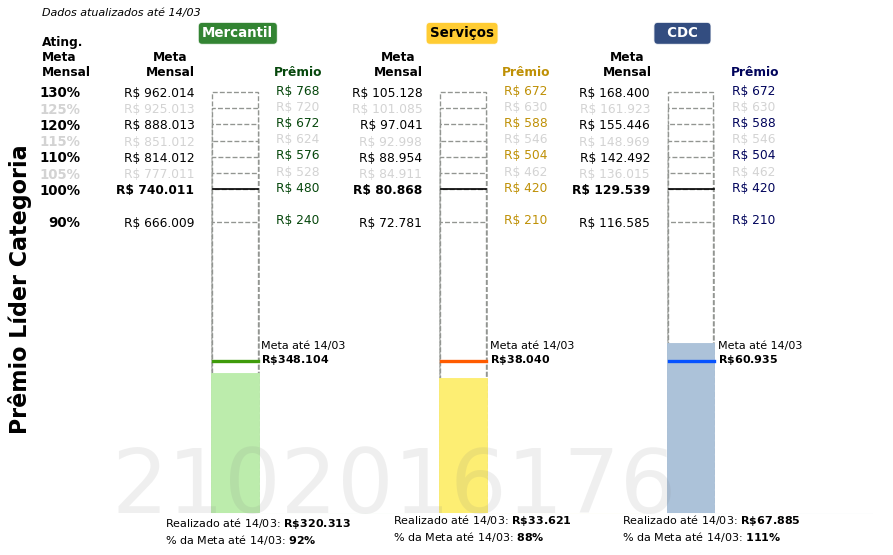 Dados atualizados até 14/03
Mercantil Serviços CDC
Ating. Meta Mensal Meta Mensal Prêmio Meta Mensal Prêmio Meta Mensal Prêmio
130% R$ 962.014 R$ 768 R$ 105.128 R$ 672 R$ 168.400 R$ 672
125% R$ 925.013 R$ 720 R$ 101.085 R$ 630 R$ 161.923 R$ 630
120% R$ 888.013 R$ 672 R$ 97.041 R$ 588 R$ 155.446 R$ 588
115% R$ 851.012 R$ 624 R$ 92.998 R$ 546 R$ 148.969 R$ 546
110% R$ 814.012 R$ 576 R$ 88.954 R$ 504 R$ 142.492 R$ 504
105% R$ 777.011 R$ 528 R$ 84.911 R$ 462 R$ 136.015 R$ 462
100% R$ 740.011 R$ 480 R$ 80.868 R$ 420 R$ 129.539 R$ 420
90% R$ 666.009 R$ 240 R$ 72.781 R$ 210 R$ 116.585 R$ 210
Prêmio Líder Categoria
Meta até 14/03 Meta até 14/03 Meta até 14/03
R$348.104 R$38.040 R$60.935
2102016176
Realizado até 14/03: R$320.313 Realizado até 14/03: R$33.621 Realizado até 14/03: R$67.885
% da Meta até 14/03: 92% % da Meta até 14/03: 88% % da Meta até 14/03: 111%